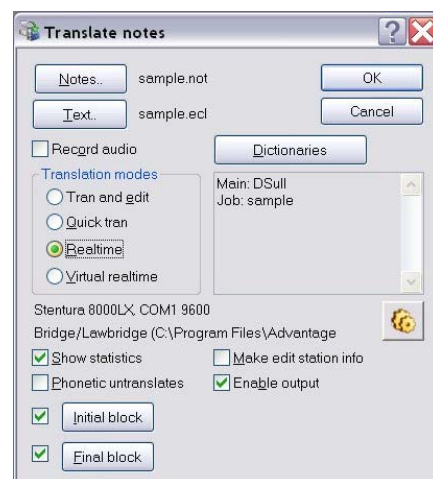 Translate notes
Notes.. sample.not OK
Text.. sample.ecl Cancel
Record audio Dictionaries
Translation modes
Tran and edit
Quick tran
Realtime
Virtual realtime
Main: DSull
Job: sample
Stentura 8000LX, COM1 9600
Bridge/Lawbridge (C:\Program Files\Advantage
Show statistics Make edit station info
Phonetic untranslates Enable output
Initial block
Final block